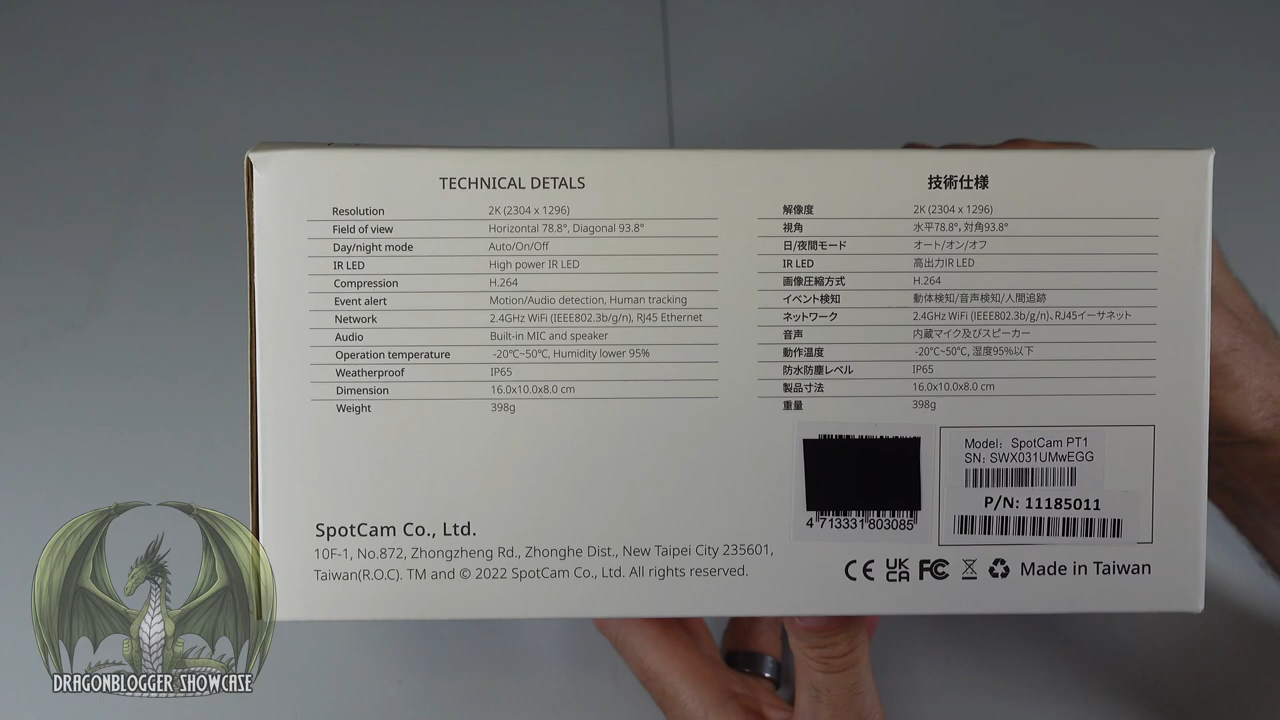 TECHNICAL DETALS
Resolution 2K (2304 x 1296)
Field of view Horizontal 78.8°, Diagonal 93.8°
Day/night mode Auto/On/Off
IR LED High power IR LED
Compression H.264
Event alert Motion/Audio detection, Human tracking
Network 2.4GHz WiFi (IEEE802.3b/g/n), RJ45 Ethernet
Audio Built-in MIC and speaker
Operation temperature -20℃~50℃, Humidity lower 95%
Weatherproof IP65
Dimension 16.0x10.0x8.0 cm
Weight 398g
技術仕様
解像度 2K (2304 x 1296)
視角 水平78.8°, 対角93.8°
日/夜間モード オート/オン/オフ
IR LED 高出力IR LED
画像圧縮方式 H.264
イベント検知 動体検知/音声検知/人間追跡
ネットワーク 2.4GHz WiFi (IEEE802.3b/g/n)、RJ45イーサネット
音声 内蔵マイク及びスピーカー
動作温度 -20℃~50℃, 湿度95%以下
防水防塵レベル IP65
製品寸法 16.0x10.0x8.0 cm
重量 398g
4 713331 803085
Model: SpotCam PT1
SN: SWX031UMwEGG
P/N: 11185011
SpotCam Co., Ltd.
10F-1, No.872, Zhongzheng Rd., Zhonghe Dist., New Taipei City 235601,
Taiwan(R.O.C). TM and © 2022 SpotCam Co., Ltd. All rights reserved.
CE UK CA FC Made in Taiwan
DRAGONBLOGGER SHOWCASE